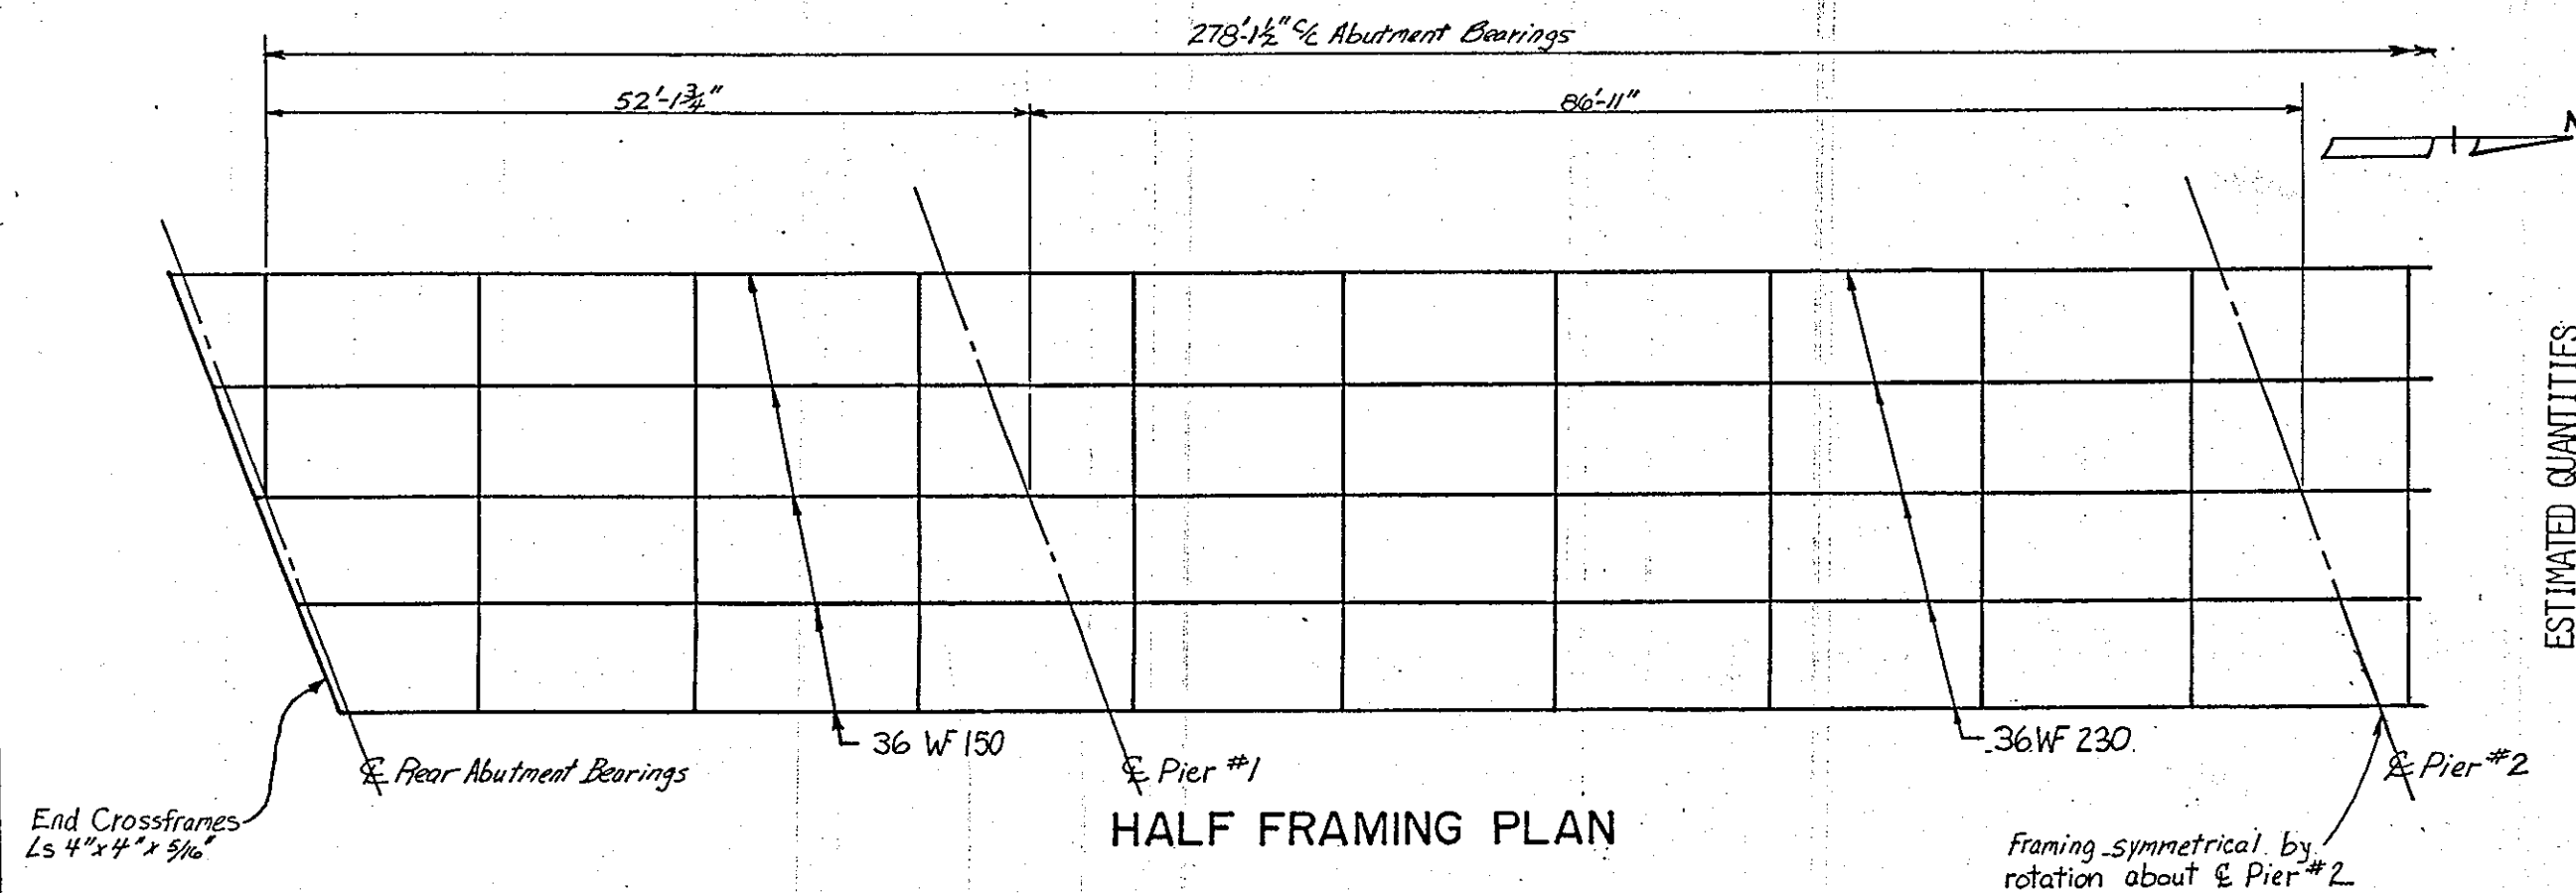 278'-1½" C/C Abutment Bearings
52'-1¾"
86'-11"
N
36 WF 150
36 WF 230
℄ Rear Abutment Bearings
℄ Pier #1
℄ Pier #2
End Crossframes
Ls 4"x4"x 5/16"
HALF FRAMING PLAN
Framing symmetrical by
rotation about ℄ Pier #2
ESTIMATED QUANTITIES